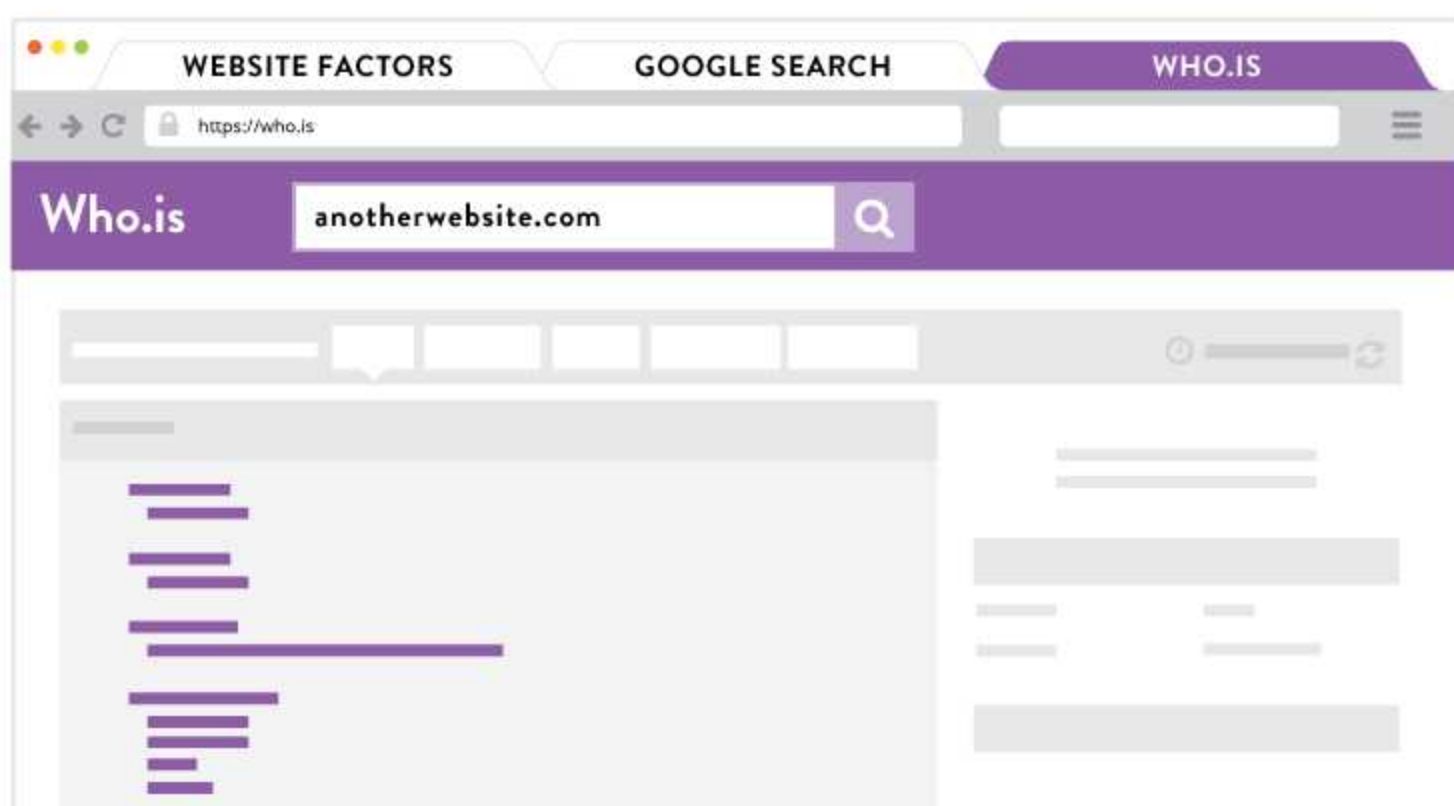 WEBSITE FACTORS
GOOGLE SEARCH
WHO.IS
https://who.is
Who.is
anotherwebsite.com